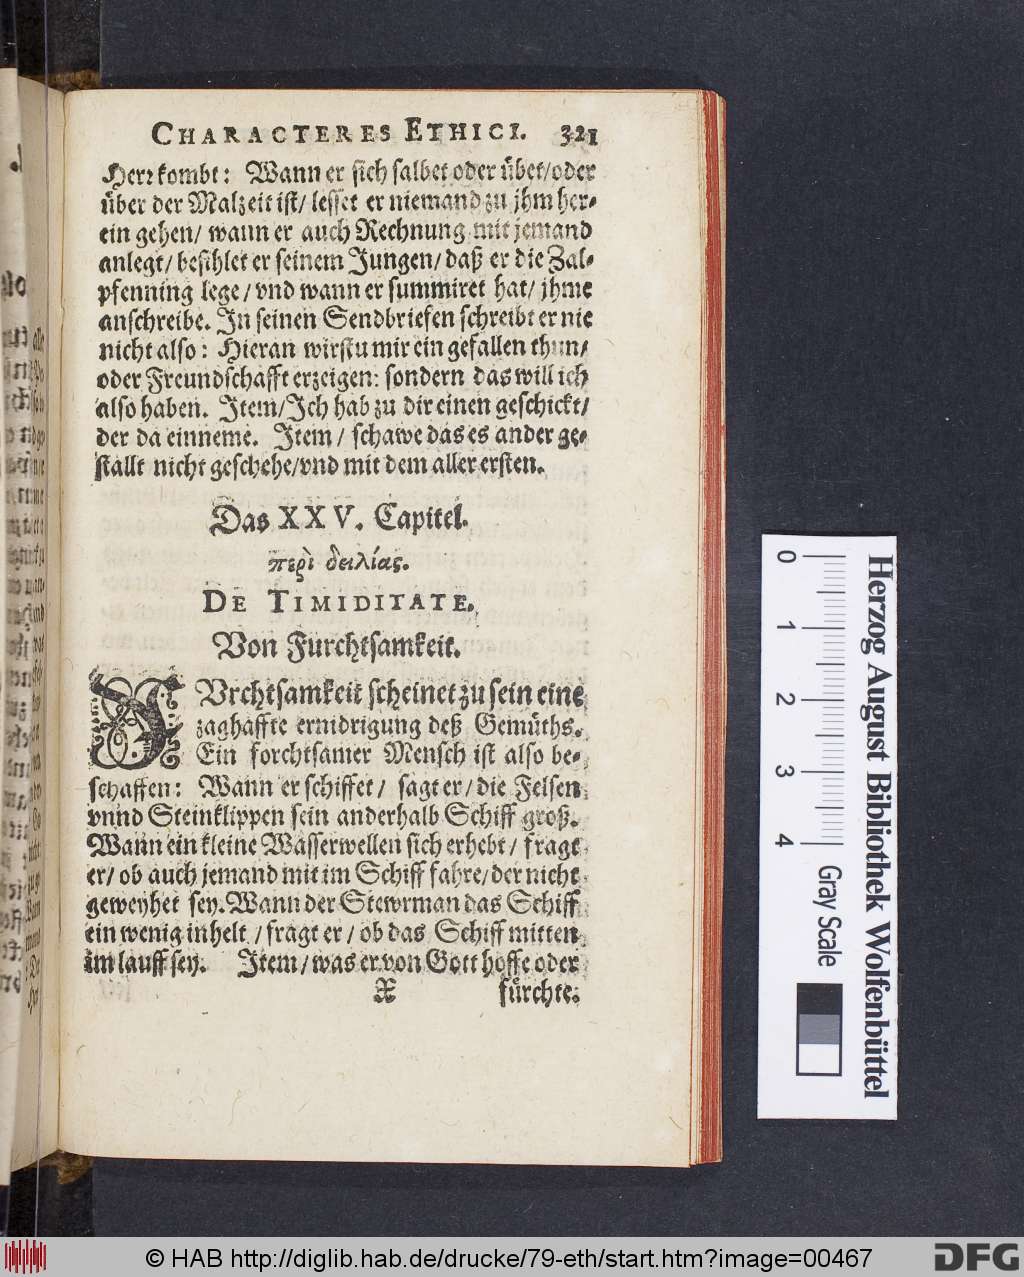 CHARACTERES ETHICI. 321
Herr kombt: Wann er sich salbet oder übet/oder
über der Malzeit ist/ lesset er niemand zu jhm her-
ein gehen/ wann er auch Rechnung mit jemand
anlegt/ befihlet er seinem Jungen/ daß er die Zal-
pfenning lege / vnd wann er summiret hat/ jhme
anschreibe. In seinen Sendbriefen schreibt er nie
nicht also: Hieran wirstu mir ein gefallen thun/
oder Freundschafft erzeigen: sondern das will ich
also haben. Item/Ich hab zu dir einen geschickt/
der da einneme. Item / schawe das es ander ge-
stallt nicht geschehe/vnd mit dem aller ersten.
Das XXV. Capitel.
περὶ δειλίας.
DE TIMIDITATE.
Von Furchtsamkeit.
FVrchtsamkeit scheinet zu sein eine
zaghaffte ernidrigung deß Gemüths.
Ein forchtsamer Mensch ist also be-
schaffen: Wann er schiffet / sagt er / die Felsen
vnnd Steinklippen sein anderhalb Schiff groß.
Wann ein kleine Wasserwellen sich erhebt / fragt
er/ ob auch jemand mit im Schiff fahre/ der nicht
geweyhet sey. Wann der Stewrman das Schiff
ein wenig inhelt / fragt er / ob das Schiff mitten
im lauff sey. Item/ was er von Gott hoffe oder
X fürchte.
0 1 2 3 4
Gray Scale
Herzog August Bibliothek Wolfenbüttel
© HAB http://diglib.hab.de/drucke/79-eth/start.htm?image=00467
DFG